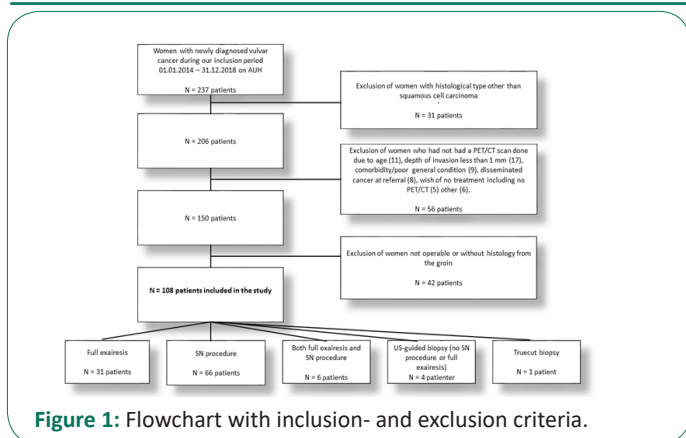 Women with newly diagnosed vulvar
cancer during our inclusion period
01.01.2014 – 31.12.2018 on AUH
N = 237 patients
Exclusion of women with histological type other than
squamous cell carcinoma
N = 31 patients
N = 206 patients
Exclusion of women who had not had a PET/CT scan done
due to age (11), depth of invasion less than 1 mm (17),
comorbidity/poor general condition (9), disseminated
cancer at referral (8), wish of no treatment including no
PET/CT (5) other (6).
N = 56 patients
N = 150 patients
Exclusion of women not operable or without histology from
the groin
N = 42 patients
N = 108 patients included in the study
Full exairesis
N = 31 patients
SN procedure
N = 66 patients
Both full exairesis and
SN procedure
N = 6 patients
US-guided biopsy (no SN
procedure or full
exairesis)
N = 4 patienter
Truecut biopsy
N = 1 patient
Figure 1: Flowchart with inclusion- and exclusion criteria.